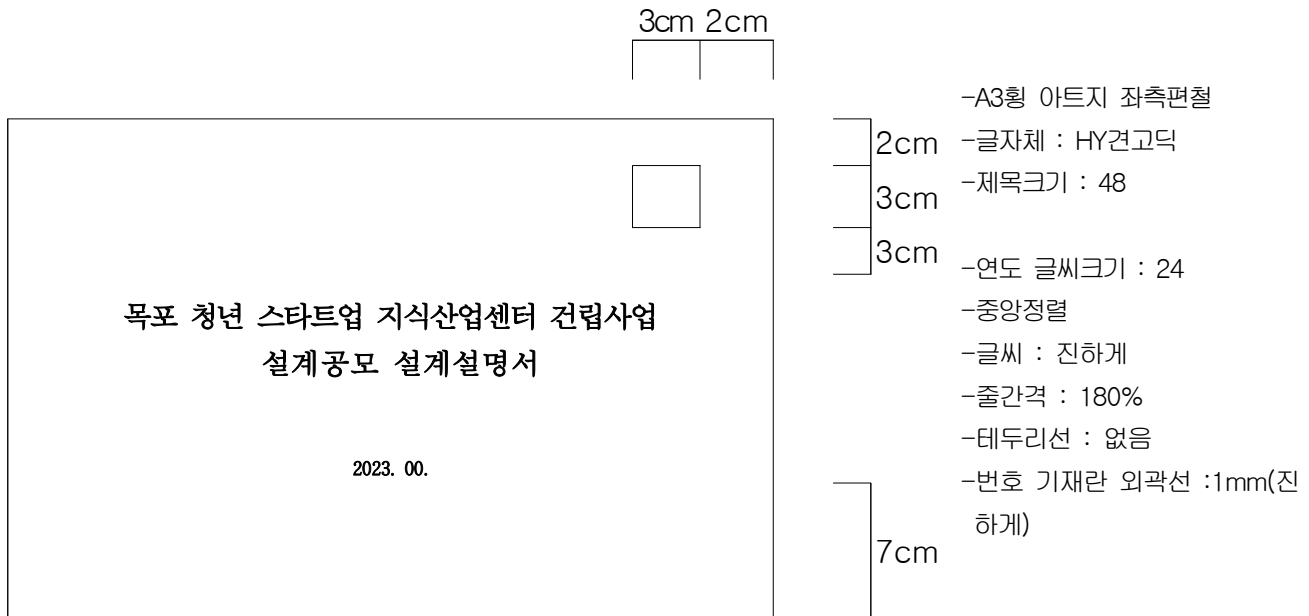 3cm 2cm
-A3횡 아트지 좌측편철
2cm
-글자체 : HY견고딕
3cm
-제목크기 : 48
3cm
-연도 글씨크기 : 24
목포 청년 스타트업 지식산업센터 건립사업
-중앙정렬
설계공모 설계설명서
-글씨 : 진하게
-줄간격 : 180%
-테두리선 : 없음
2023. 00.
-번호 기재란 외곽선 :1mm(진
하게)
7cm